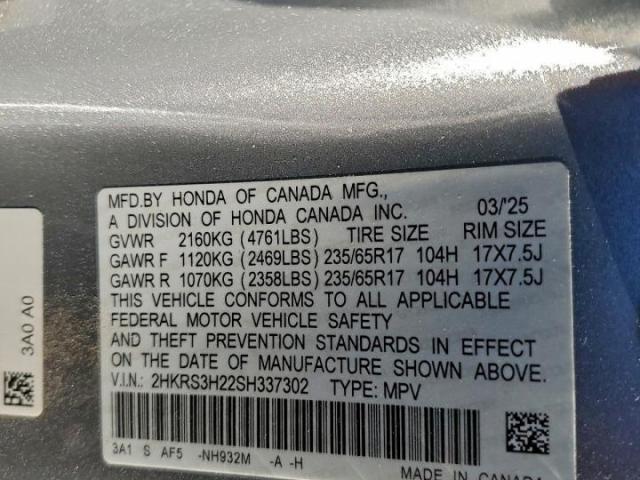 MFD.BY HONDA OF CANADA MFG.,
A DIVISION OF HONDA CANADA INC. 03/'25
GVWR 2160KG (4761LBS) TIRE SIZE RIM SIZE
GAWR F 1120KG (2469LBS) 235/65R17 104H 17X7.5J
GAWR R 1070KG (2358LBS) 235/65R17 104H 17X7.5J
THIS VEHICLE CONFORMS TO ALL APPLICABLE
FEDERAL MOTOR VEHICLE SAFETY
AND THEFT PREVENTION STANDARDS IN EFFECT
ON THE DATE OF MANUFACTURE SHOWN ABOVE.
V.I.N.: 2HKRS3H22SH337302 TYPE: MPV
3A1 S AF5 -NH932M -A -H
MADE IN CANADA
3A0 A0